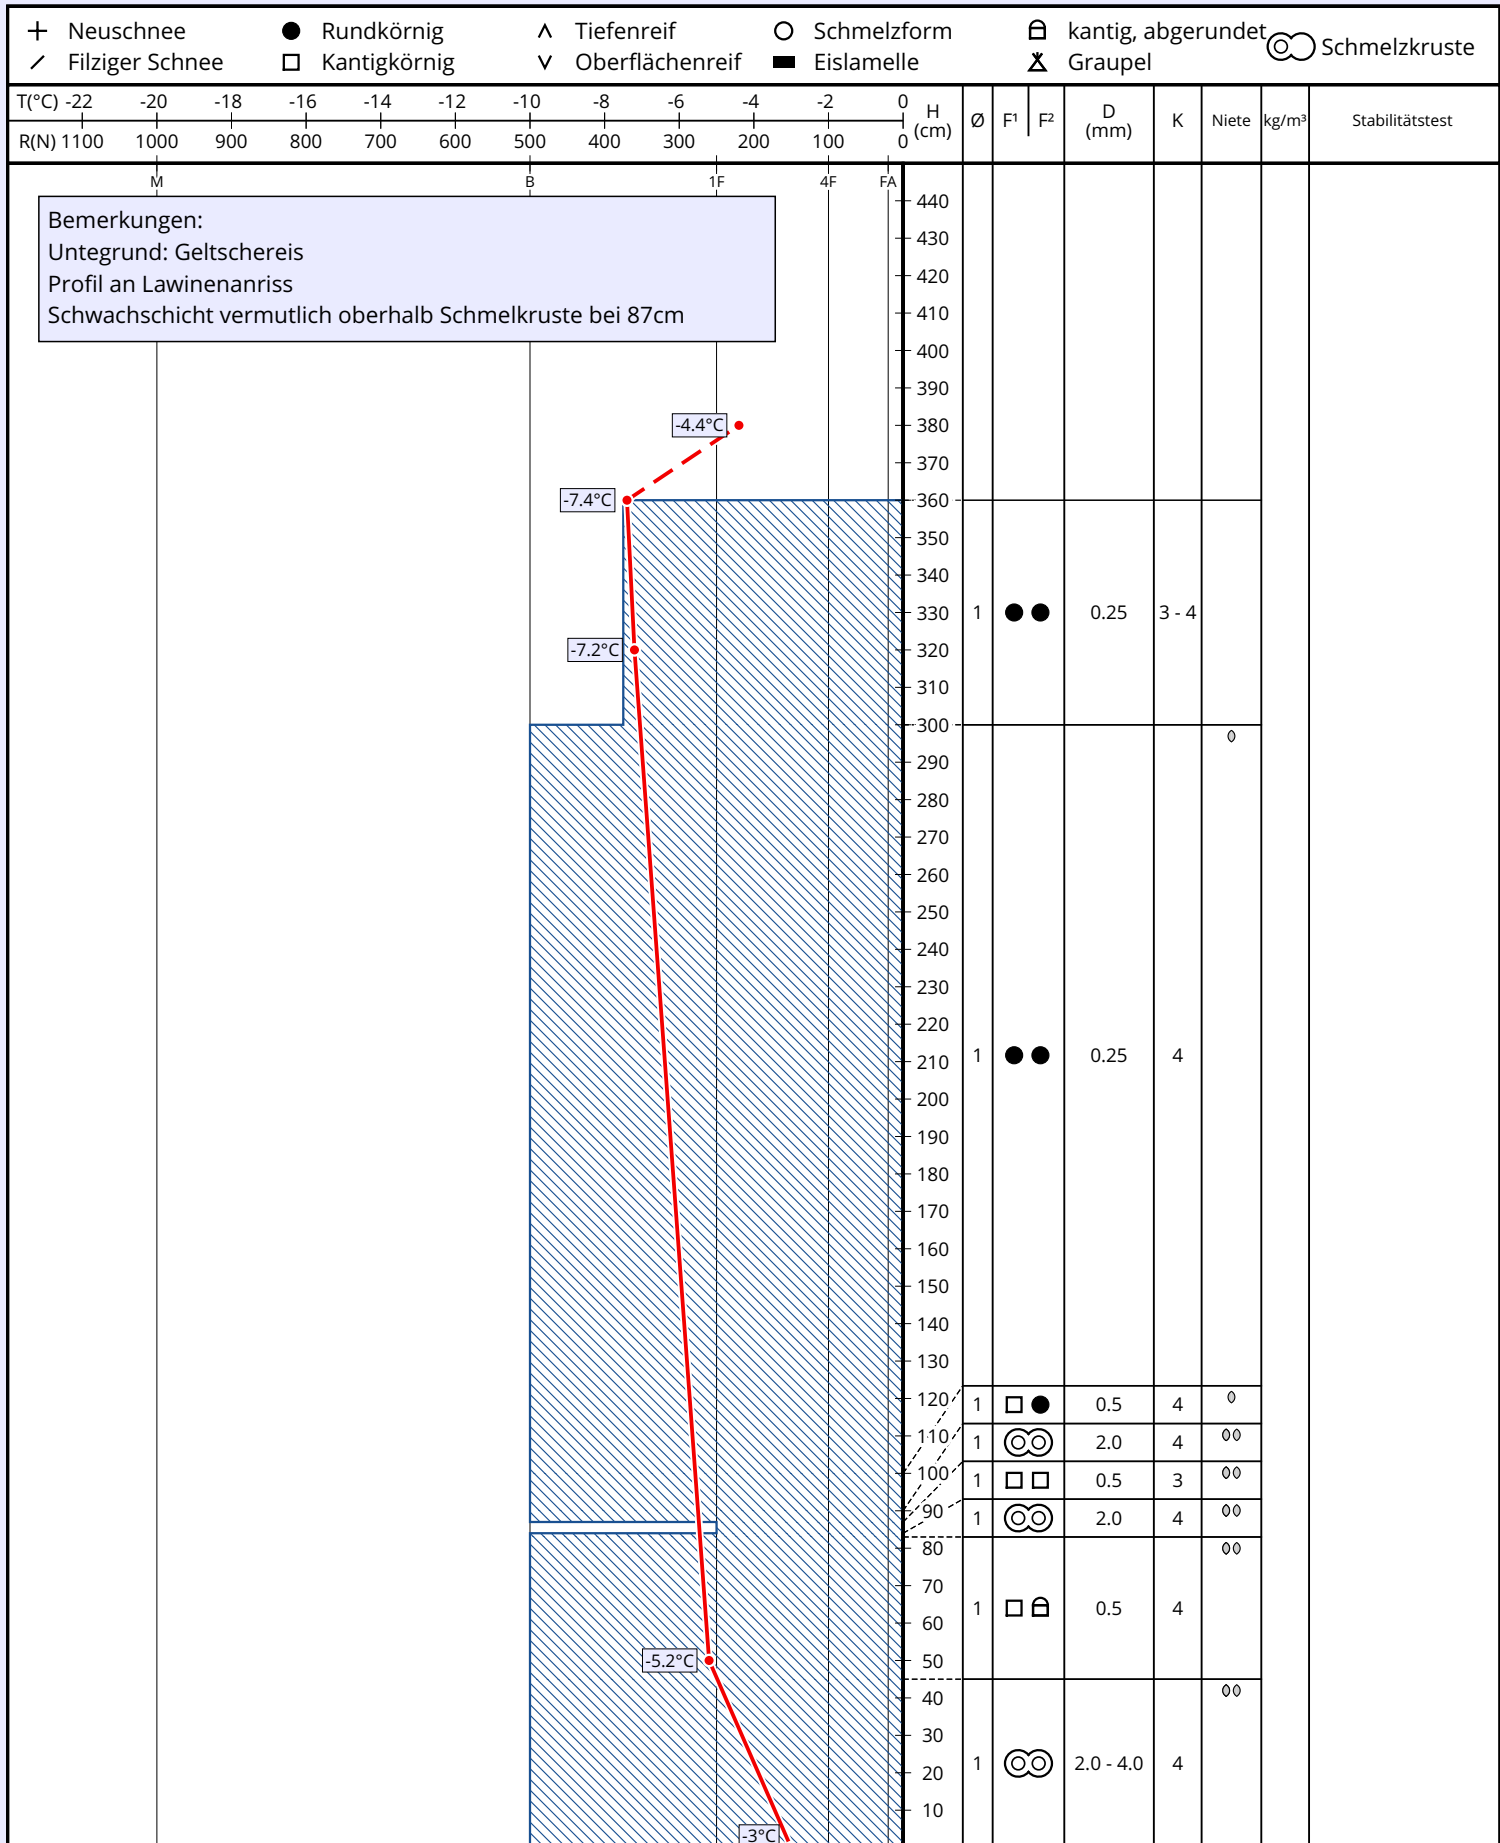 Neuschnee Rundkörnig Tiefenreif Schmelzform kantig, abgerundet Schmelzkruste
Filziger Schnee Kantigkörnig Oberflächenreif Eislamelle Graupel
T(°C) -22 -20 -18 -16 -14 -12 -10 -8 -6 -4 -2 0
R(N) 1100 1000 900 800 700 600 500 400 300 200 100 0
H (cm) Ø F¹ F² D (mm) K Niete kg/m³ Stabilitätstest
M B 1F 4F FA
Bemerkungen:
Untegrund: Geltschereis
Profil an Lawinenanriss
Schwachschicht vermutlich oberhalb Schmelkruste bei 87cm
440
430
420
410
400
390
-4.4°C 380
370
-7.4°C 360
350
340
330 1 0.25 3 - 4
-7.2°C 320
310
300
290
280
270
260
250
240
230
220
210 1 0.25 4
200
190
180
170
160
150
140
130
120 1 0.5 4
110 1 2.0 4
100 1 0.5 3
90 1 2.0 4
80
70
60 1 0.5 4
-5.2°C 50
40
30
20 1 2.0 - 4.0 4
10
-3°C